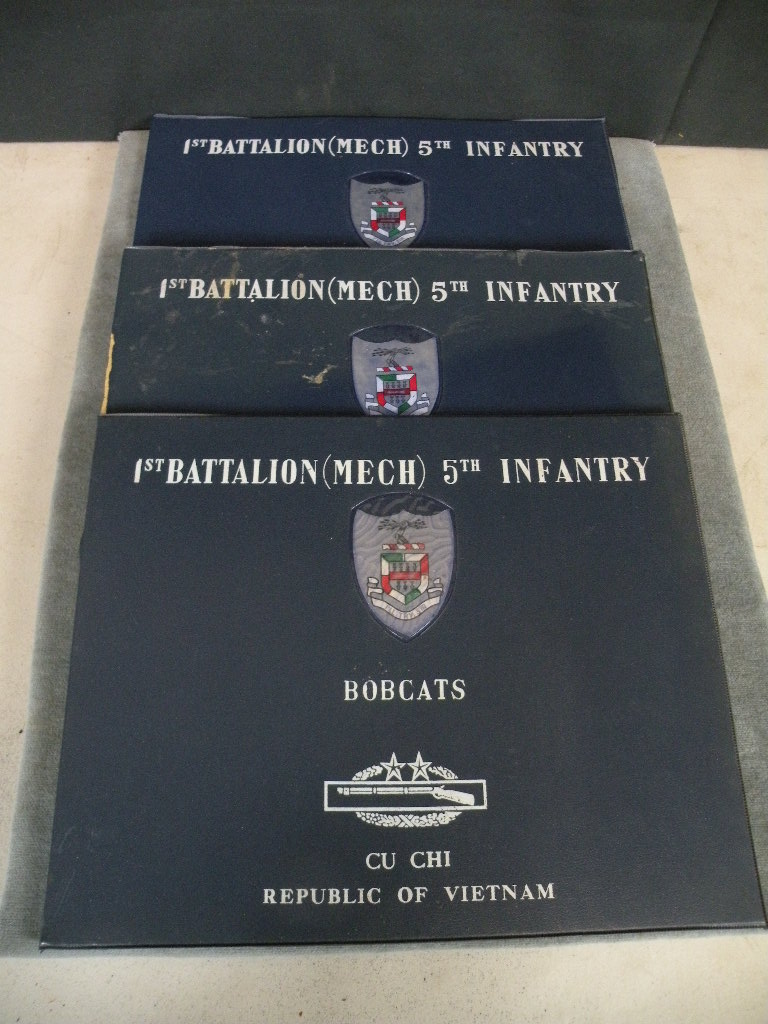 1ST BATTALION (MECH) 5TH INFANTRY
1ST BATTALION (MECH) 5TH INFANTRY
1ST BATTALION (MECH) 5TH INFANTRY
BOBCATS
CU CHI
REPUBLIC OF VIETNAM